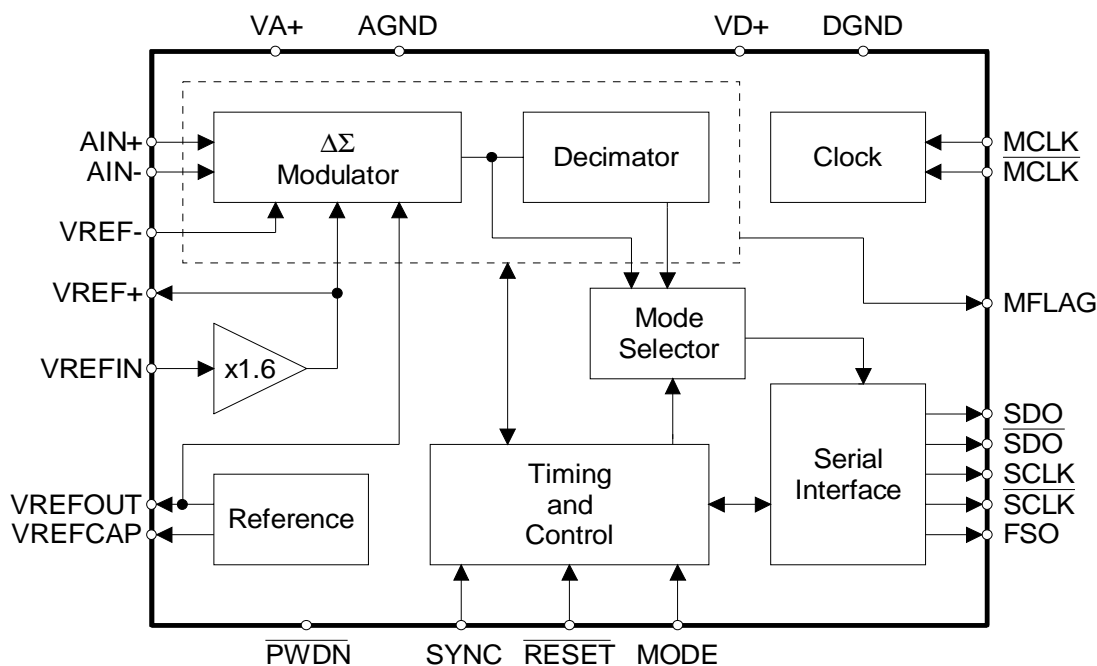 VA+
AGND
VD+
DGND
AIN+
AIN-
VREF-
VREF+
VREFIN
VREFOUT
VREFCAP
ΔΣ
Modulator
Decimator
Clock
MCLK
MCLK
MFLAG
Mode
Selector
x1.6
Reference
Timing
and
Control
Serial
Interface
SDO
SDO
SCLK
SCLK
FSO
PWDN
SYNC
RESET
MODE